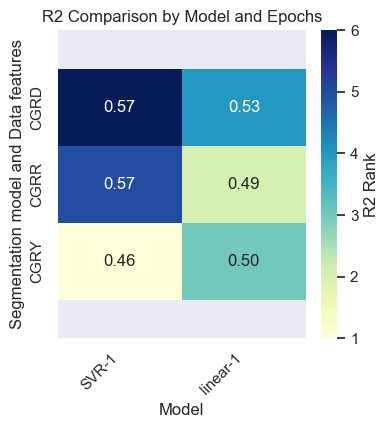 R2 Comparison by Model and Epochs
Segmentation model and Data features
CGRD
CGRR
CGRY
0.57
0.53
0.57
0.49
0.46
0.50
SVR-1
linear-1
Model
6
5
4
3
2
1
R2 Rank